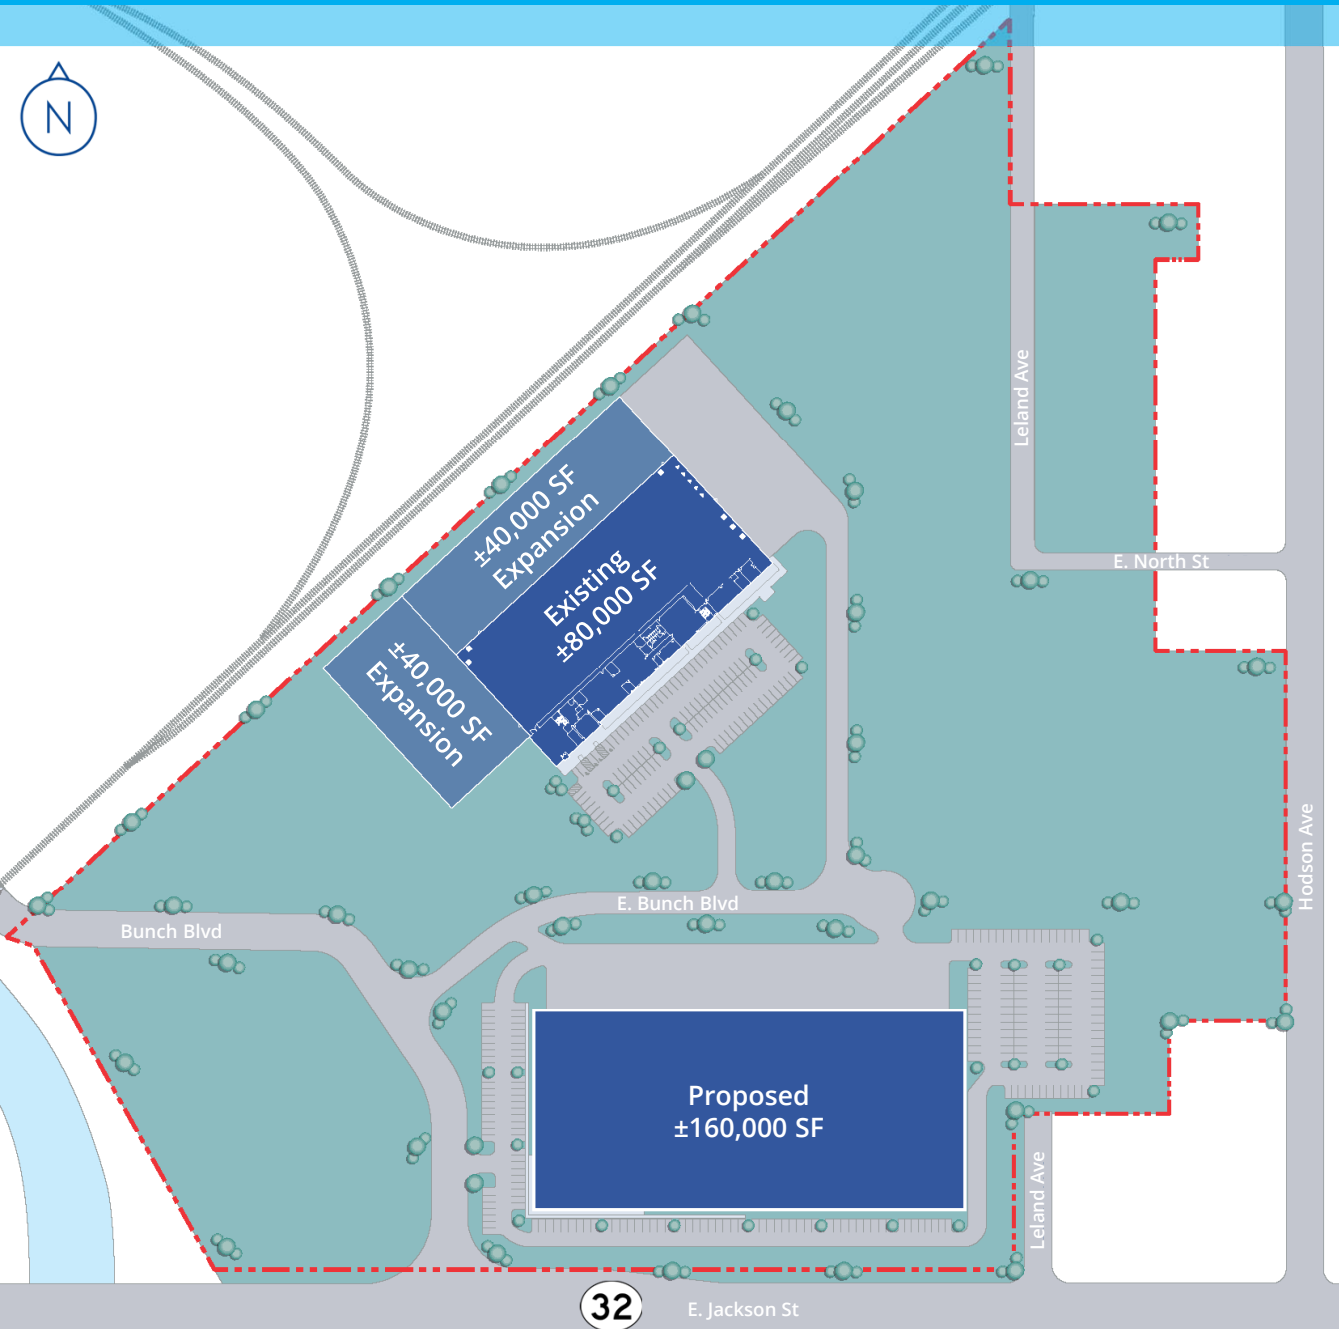 N
Leland Ave
±40,000 SF
Expansion
Existing
±80,000 SF
E. North St
±40,000 SF
Expansion
Hodson Ave
E. Bunch Blvd
Bunch Blvd
Proposed
±160,000 SF
Leland Ave
32
E. Jackson St